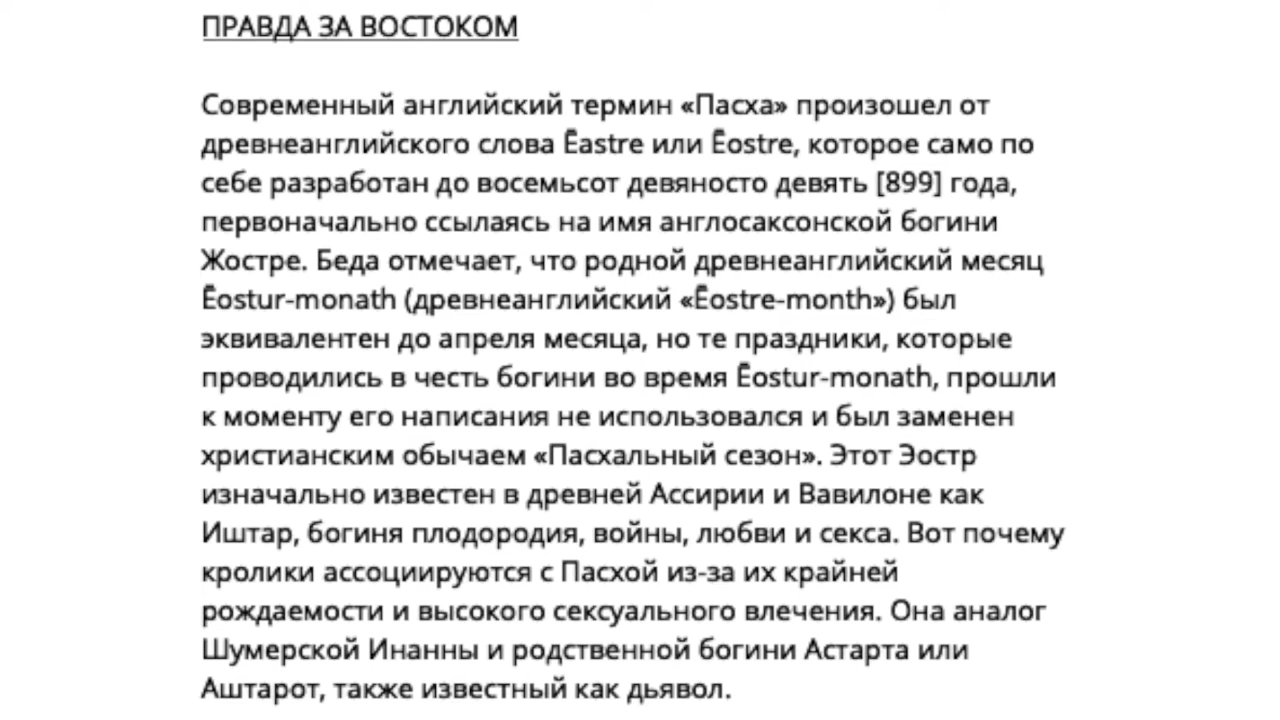 ПРАВДА ЗА ВОСТОКОМ
Современный английский термин «Пасха» произошел от
древнеанглийского слова Ēastre или Ēostre, которое само по
себе разработан до восемьсот девяносто девять [899] года,
первоначально ссылаясь на имя англосаксонской богини
Жостре. Беда отмечает, что родной древнеанглийский месяц
Ēostur-monath (древнеанглийский «Ēostre-month») был
эквивалентен до апреля месяца, но те праздники, которые
проводились в честь богини во время Ēostur-monath, прошли
к моменту его написания не использовался и был заменен
христианским обычаем «Пасхальный сезон». Этот Эостр
изначально известен в древней Ассирии и Вавилоне как
Иштар, богиня плодородия, войны, любви и секса. Вот почему
кролики ассоциируются с Пасхой из-за их крайней
рождаемости и высокого сексуального влечения. Она аналог
Шумерской Инанны и родственной богини Астарта или
Аштарот, также известный как дьявол.